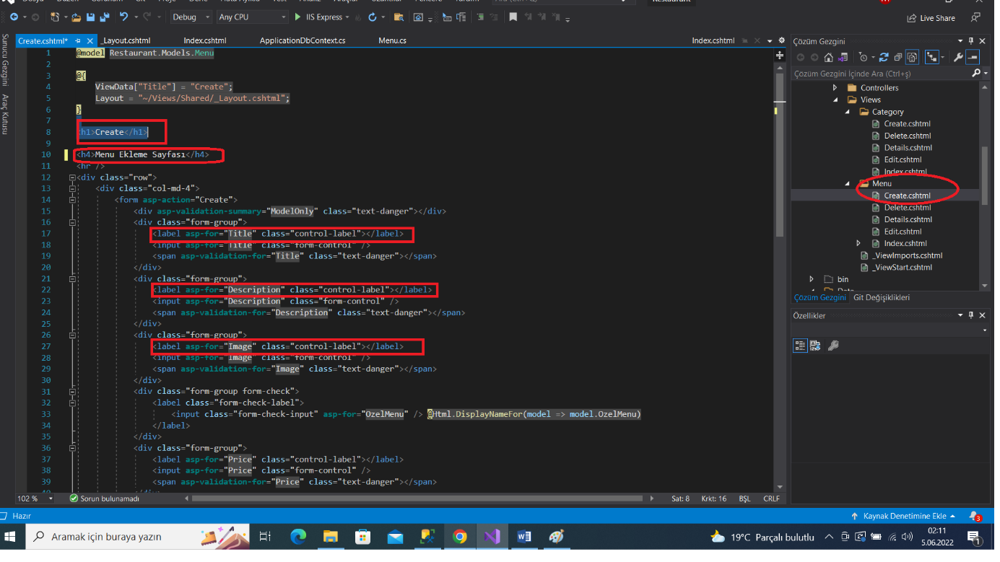 Debug Any CPU IIS Express Live Share
Create.cshtml* _Layout.cshtml Index.cshtml ApplicationDbContext.cs Menu.cs Index.cshtml
Sunucu Gezgini Araç Kutusu
1 @model Restaurant.Models.Menu
2
3 @{
4 ViewData["Title"] = "Create";
5 Layout = "~/Views/Shared/_Layout.cshtml";
6 }
7
8 <h1>Create</h1>
9
10 <h4>Menu Ekleme Sayfası</h4>
11 <hr />
12 <div class="row">
13 <div class="col-md-4">
14 <form asp-action="Create">
15 <div asp-validation-summary="ModelOnly" class="text-danger"></div>
16 <div class="form-group">
17 <label asp-for="Title" class="control-label"></label>
18 <input asp-for="Title" class="form-control" />
19 <span asp-validation-for="Title" class="text-danger"></span>
20 </div>
21 <div class="form-group">
22 <label asp-for="Description" class="control-label"></label>
23 <input asp-for="Description" class="form-control" />
24 <span asp-validation-for="Description" class="text-danger"></span>
25 </div>
26 <div class="form-group">
27 <label asp-for="Image" class="control-label"></label>
28 <input asp-for="Image" class="form-control" />
29 <span asp-validation-for="Image" class="text-danger"></span>
30 </div>
31 <div class="form-group form-check">
32 <label class="form-check-label">
33 <input class="form-check-input" asp-for="OzelMenu" /> @Html.DisplayNameFor(model => model.OzelMenu)
34 </label>
35 </div>
36 <div class="form-group">
37 <label asp-for="Price" class="control-label"></label>
38 <input asp-for="Price" class="form-control" />
39 <span asp-validation-for="Price" class="text-danger"></span>
102 % Sorun bulunamadı Sat: 8 Krkt: 16 BŞL CRLF
Çözüm Gezgini
Çözüm Gezgini İçinde Ara (Ctrl+ş)
Controllers
Views
Category
Create.cshtml
Delete.cshtml
Details.cshtml
Edit.cshtml
Index.cshtml
Menu
Create.cshtml
Delete.cshtml
Details.cshtml
Edit.cshtml
Index.cshtml
_ViewImports.cshtml
_ViewStart.cshtml
bin
Çözüm Gezgini Git Değişiklikleri
Özellikler
Hazır Kaynak Denetimine Ekle 3
Aramak için buraya yazın 19°C Parçalı bulutlu 02:11
5.06.2022 1